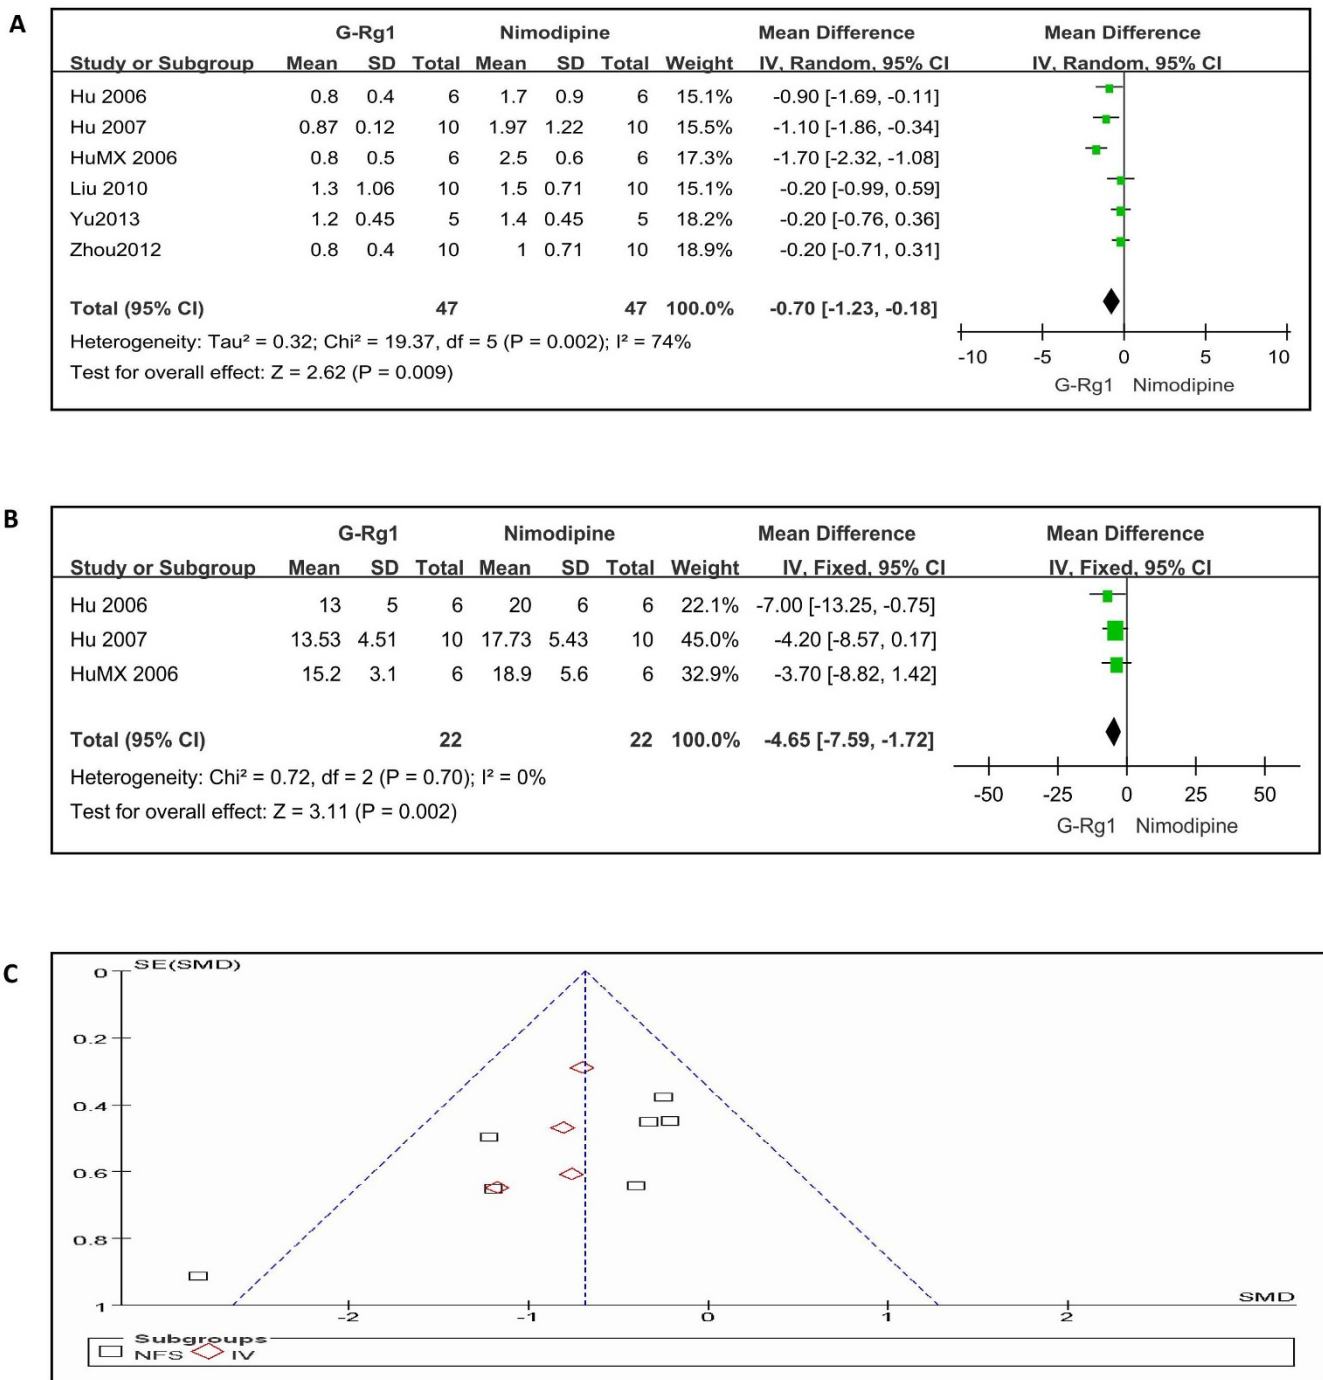 A
G-Rg1 Nimodipine Mean Difference Mean Difference
Study or Subgroup Mean SD Total Mean SD Total Weight IV, Random, 95% CI IV, Random, 95% CI
Hu 2006 0.8 0.4 6 1.7 0.9 6 15.1% -0.90 [-1.69, -0.11]
Hu 2007 0.87 0.12 10 1.97 1.22 10 15.5% -1.10 [-1.86, -0.34]
HuMX 2006 0.8 0.5 6 2.5 0.6 6 17.3% -1.70 [-2.32, -1.08]
Liu 2010 1.3 1.06 10 1.5 0.71 10 15.1% -0.20 [-0.99, 0.59]
Yu2013 1.2 0.45 5 1.4 0.45 5 18.2% -0.20 [-0.76, 0.36]
Zhou2012 0.8 0.4 10 1 0.71 10 18.9% -0.20 [-0.71, 0.31]
Total (95% CI) 47 47 100.0% -0.70 [-1.23, -0.18]
Heterogeneity: Tau² = 0.32; Chi² = 19.37, df = 5 (P = 0.002); I² = 74%
Test for overall effect: Z = 2.62 (P = 0.009)
-10 -5 0 5 10
G-Rg1 Nimodipine
B
G-Rg1 Nimodipine Mean Difference Mean Difference
Study or Subgroup Mean SD Total Mean SD Total Weight IV, Fixed, 95% CI IV, Fixed, 95% CI
Hu 2006 13 5 6 20 6 6 22.1% -7.00 [-13.25, -0.75]
Hu 2007 13.53 4.51 10 17.73 5.43 10 45.0% -4.20 [-8.57, 0.17]
HuMX 2006 15.2 3.1 6 18.9 5.6 6 32.9% -3.70 [-8.82, 1.42]
Total (95% CI) 22 22 100.0% -4.65 [-7.59, -1.72]
Heterogeneity: Chi² = 0.72, df = 2 (P = 0.70); I² = 0%
Test for overall effect: Z = 3.11 (P = 0.002)
-50 -25 0 25 50
G-Rg1 Nimodipine
C
SE(SMD)
0
0.2
0.4
0.6
0.8
1
-2 -1 0 1 2
SMD
Subgroups
NFS IV